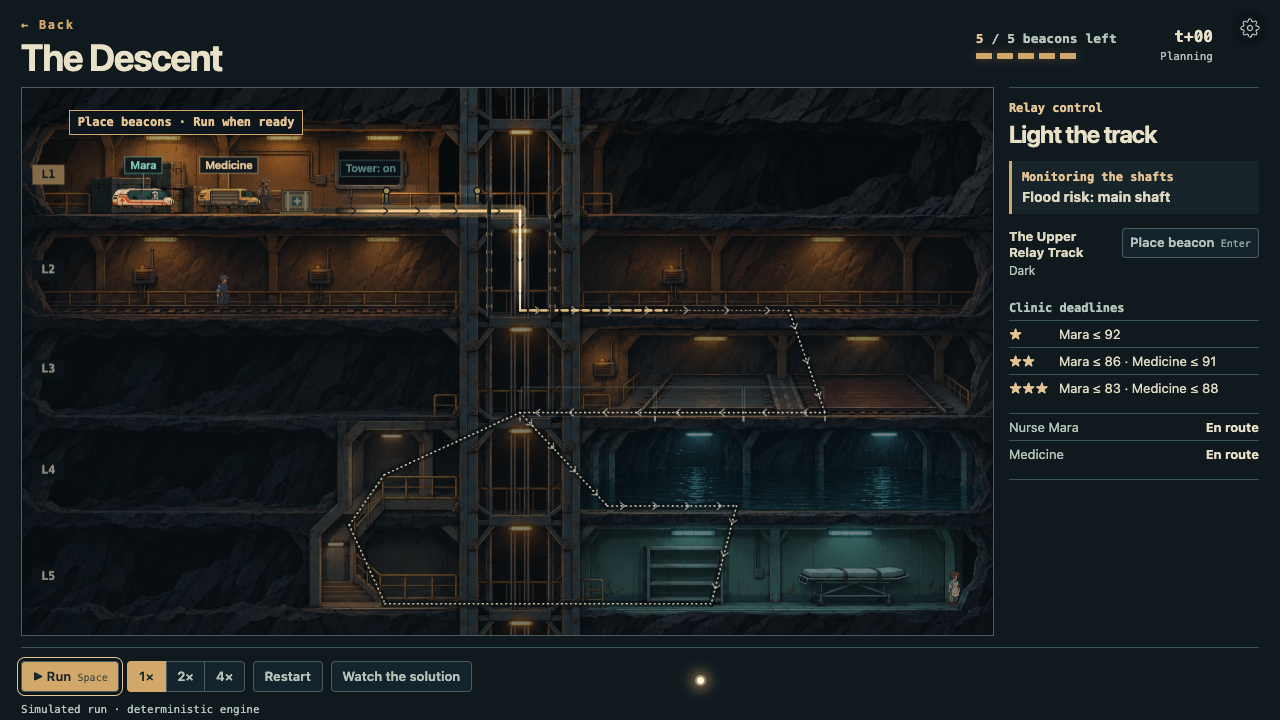 ← Back
The Descent
5 / 5 beacons left
t+00
Planning
Place beacons · Run when ready
L1
Mara
Medicine
Tower: on
L2
L3
L4
L5
Relay control
Light the track
Monitoring the shafts
Flood risk: main shaft
The Upper
Relay Track
Dark
Place beacon Enter
Clinic deadlines
★ Mara ≤ 92
★★ Mara ≤ 86 · Medicine ≤ 91
★★★ Mara ≤ 83 · Medicine ≤ 88
Nurse Mara En route
Medicine En route
▶ Run Space
1×
2×
4×
Restart
Watch the solution
Simulated run · deterministic engine